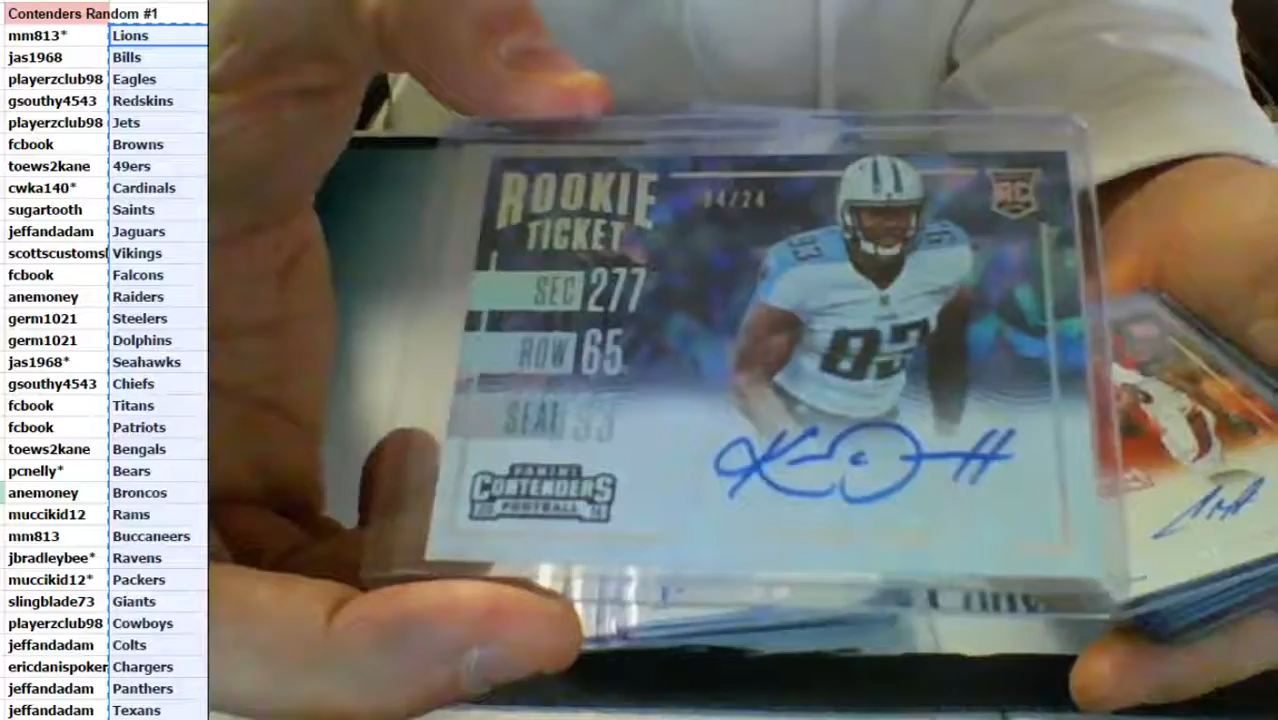 Contenders Random #1
mm813* Lions
jas1968 Bills
playerzclub98 Eagles
gsouthy4543 Redskins
playerzclub98 Jets
fcbook Browns
toews2kane 49ers
cwka140* Cardinals
sugartooth Saints
jeffandadam Jaguars
scottscustoms Vikings
fcbook Falcons
anemoney Raiders
germ1021 Steelers
germ1021 Dolphins
jas1968* Seahawks
gsouthy4543 Chiefs
fcbook Titans
fcbook Patriots
toews2kane Bengals
pcnelly* Bears
anemoney Broncos
muccikid12 Rams
mm813 Buccaneers
jbradleybee* Ravens
muccikid12* Packers
slingblade73 Giants
playerzclub98 Cowboys
jeffandadam Colts
ericdanispoker Chargers
jeffandadam Panthers
jeffandadam Texans
ROOKIE
TICKET
04/24
RC
SEC 277
ROW 65
SEAT
93
83
PANINI
CONTENDERS
FOOTBALL